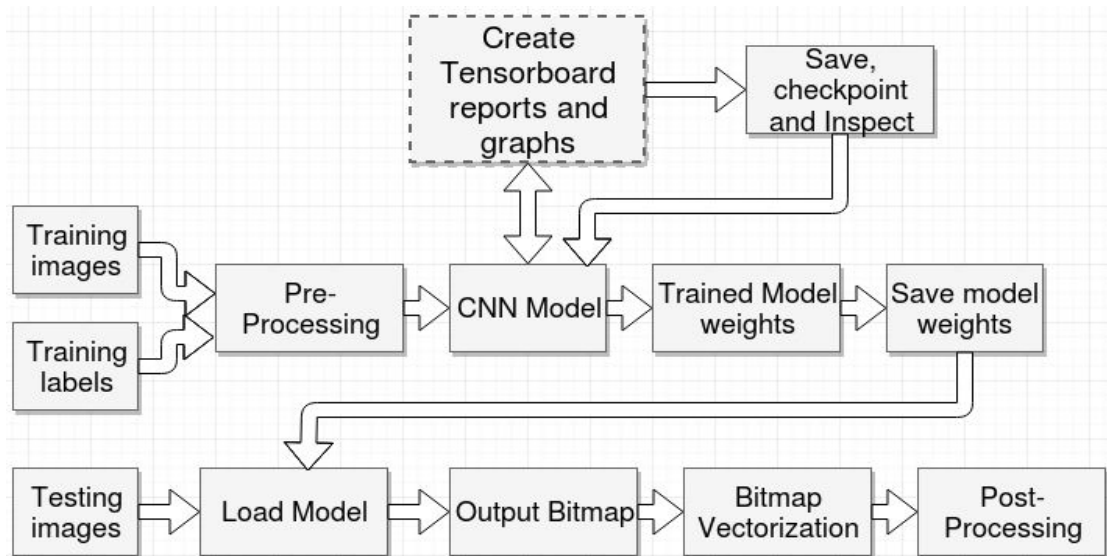 Create
Tensorboard
reports and
graphs
Save,
checkpoint
and Inspect
Training
images
Training
labels
Pre-
Processing
CNN Model
Trained Model
weights
Save model
weights
Testing
images
Load Model
Output Bitmap
Bitmap
Vectorization
Post-
Processing